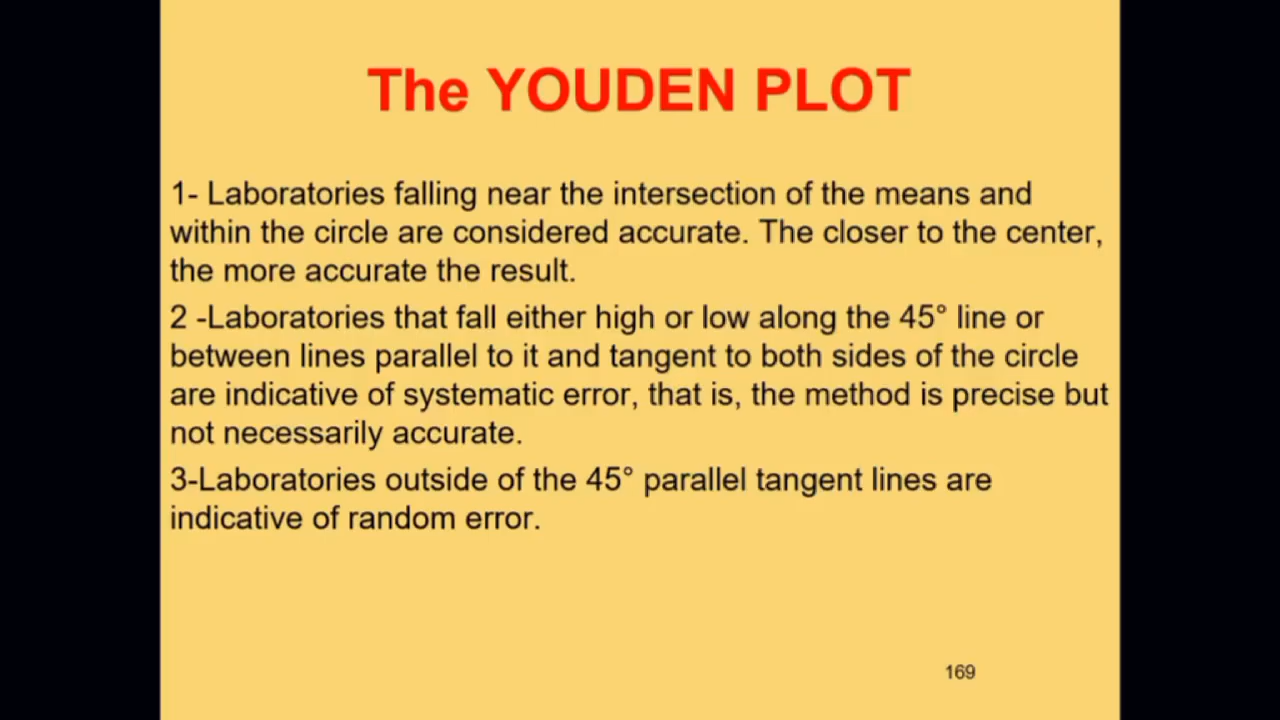 The YOUDEN PLOT
1- Laboratories falling near the intersection of the means and
within the circle are considered accurate. The closer to the center,
the more accurate the result.
2 -Laboratories that fall either high or low along the 45° line or
between lines parallel to it and tangent to both sides of the circle
are indicative of systematic error, that is, the method is precise but
not necessarily accurate.
3-Laboratories outside of the 45° parallel tangent lines are
indicative of random error.
169